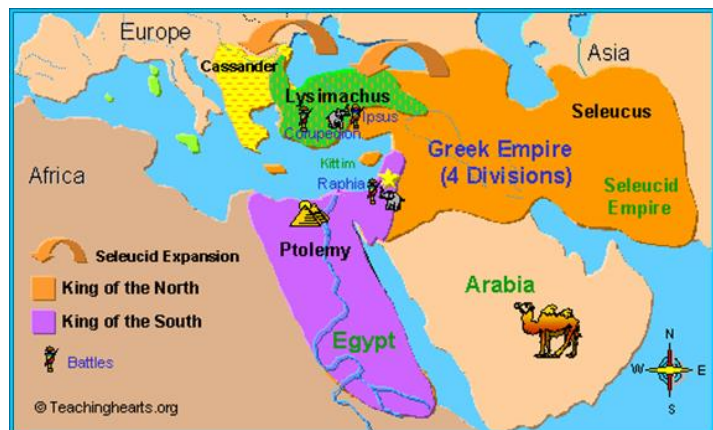 Europe
Asia
Cassander
Lysimachus
Ipsus
Corupegion
Seleucus
Greek Empire
(4 Divisions)
Kittim
Raphia
Seleucid
Empire
Africa
Ptolemy
Seleucid Expansion
King of the North
King of the South
Battles
Egypt
Arabia
N
W
E
S
© Teachinghearts.org